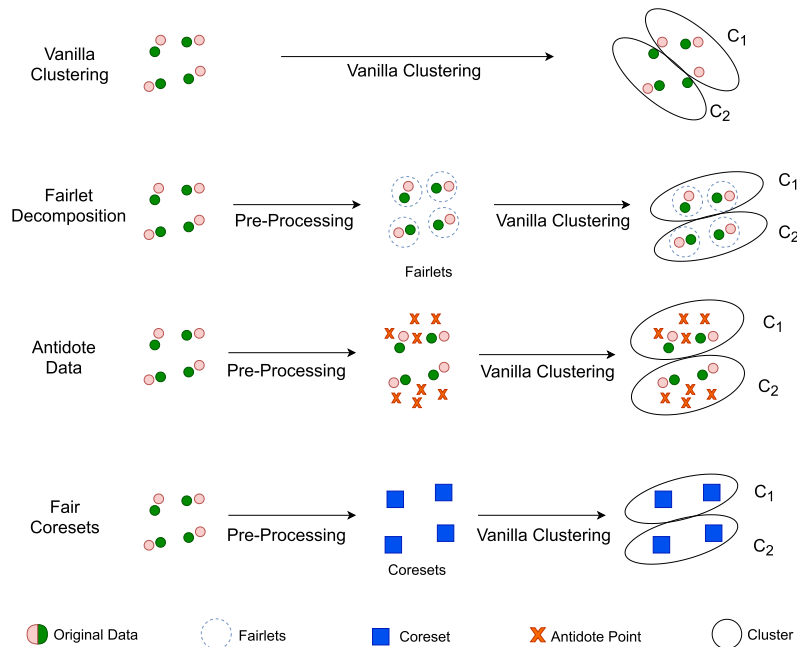 Vanilla
Clustering
Vanilla Clustering
C1
C2
Fairlet
Decomposition
Pre-Processing
Fairlets
Vanilla Clustering
C1
C2
Antidote
Data
Pre-Processing
Vanilla Clustering
C1
C2
Fair
Coresets
Pre-Processing
Coresets
Vanilla Clustering
C1
C2
Original Data
Fairlets
Coreset
Antidote Point
Cluster